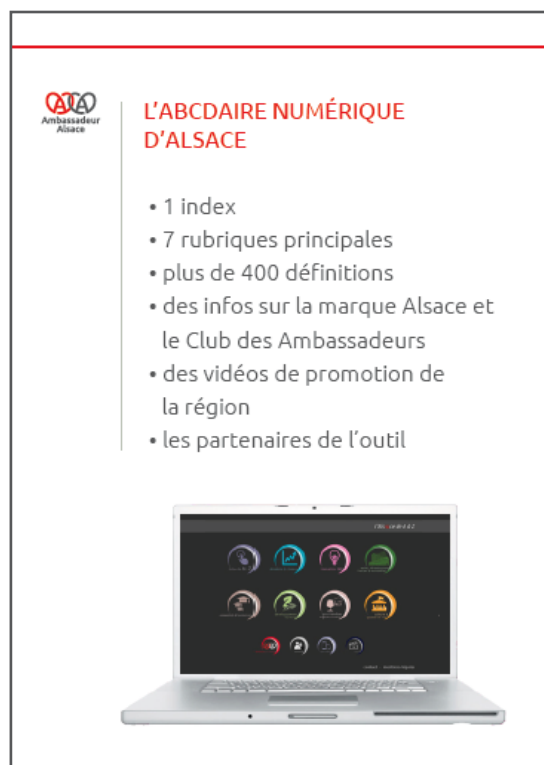 Ambassadeur
Alsace
L'ABCDAIRE NUMÉRIQUE
D'ALSACE
• 1 index
• 7 rubriques principales
• plus de 400 définitions
• des infos sur la marque Alsace et
le Club des Ambassadeurs
• des vidéos de promotion de
la région
• les partenaires de l'outil